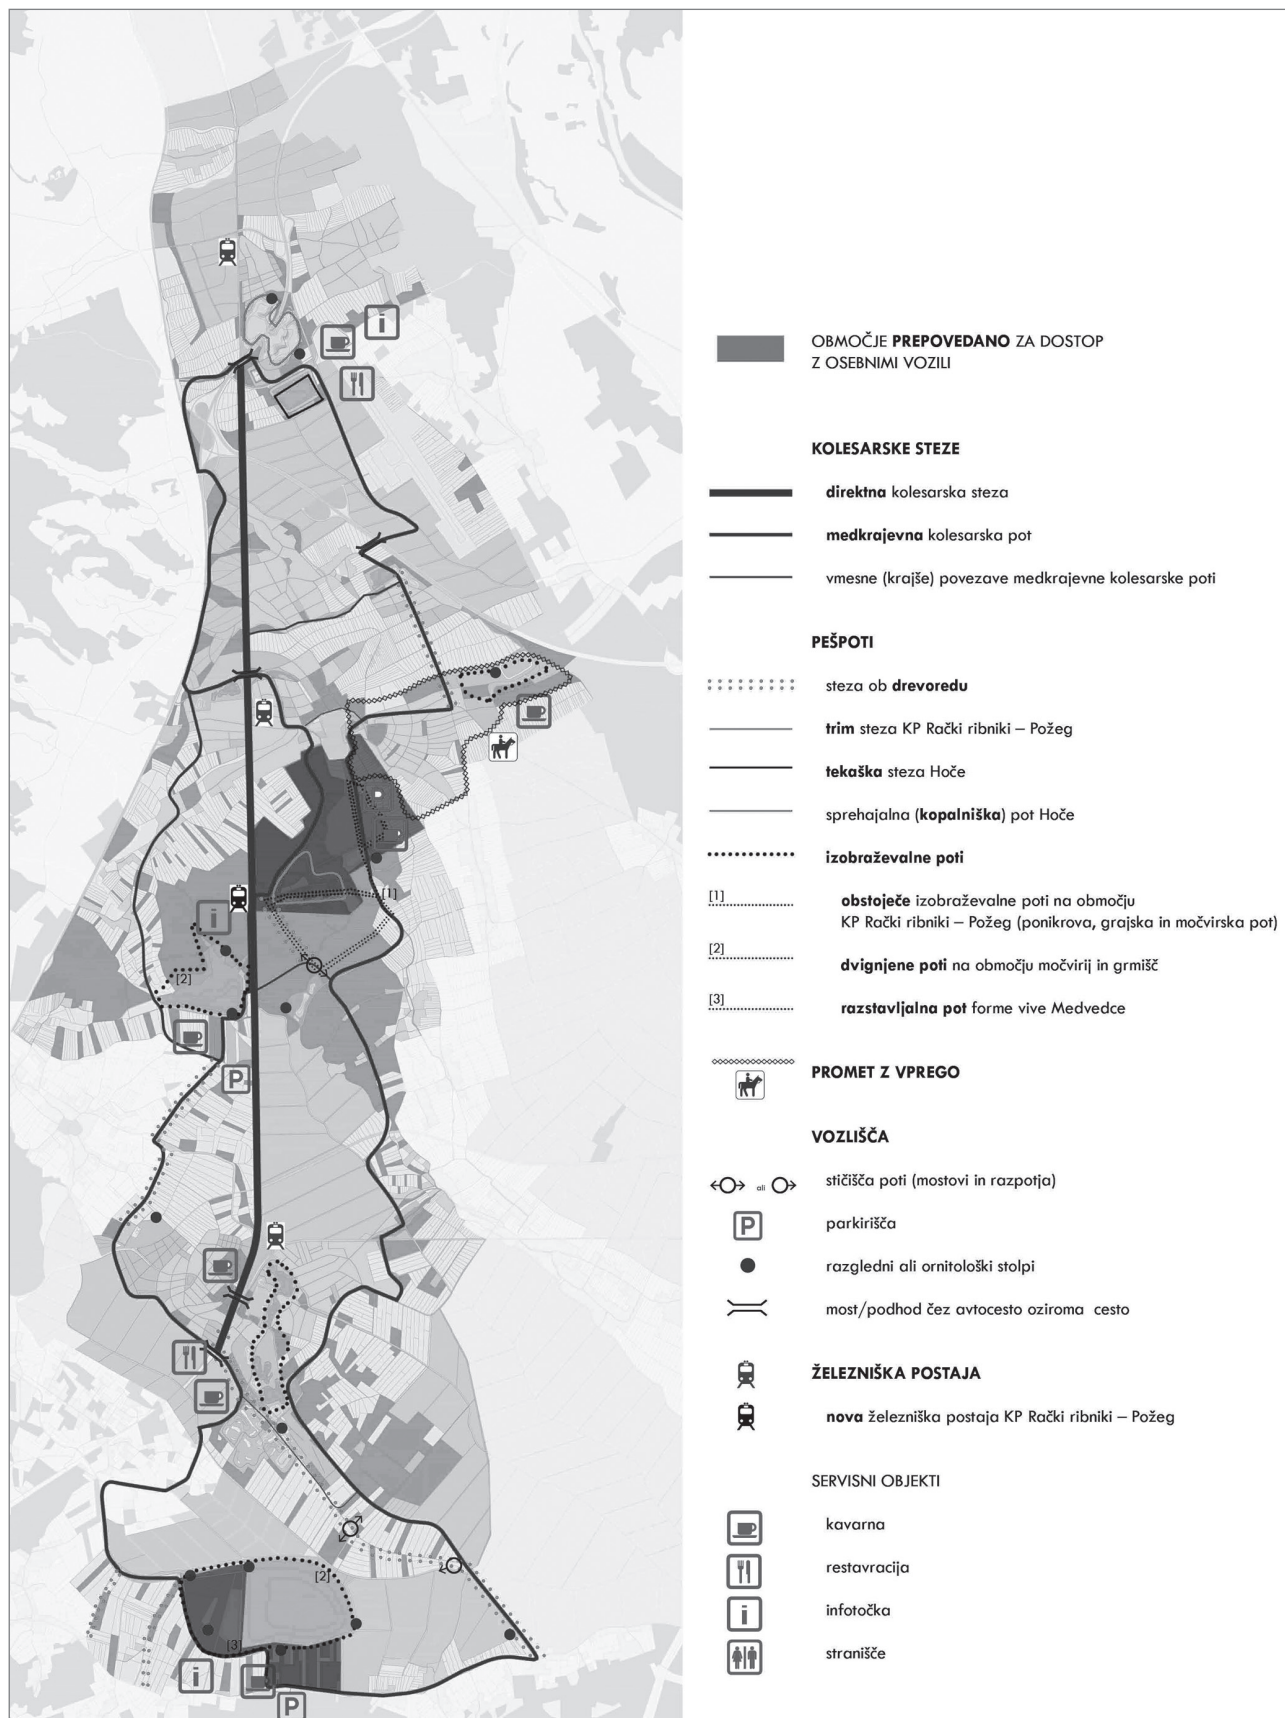 i
[1]
i
[2]
P
[2]
[3]
i
P
OBMOČJE PREPOVEDANO ZA DOSTOP
Z OSEBNIMI VOZILI
KOLESARSKE STEZE
direktna kolesarska steza
medkrajevna kolesarska pot
vmesne (krajše) povezave medkrajevne kolesarske poti
PEŠPOTI
steza ob drevoredu
trim steza KP Rački ribniki – Požeg
tekaška steza Hoče
sprehajalna (kopalniška) pot Hoče
izobraževalne poti
[1] obstoječe izobraževalne poti na območju
KP Rački ribniki – Požeg (ponikrova, grajska in močvirska pot)
[2] dvignjene poti na območju močvirij in grmišč
[3] razstavljalna pot forme vive Medvedce
PROMET Z VPREGO
VOZLIŠČA
ali stičišča poti (mostovi in razpotja)
P parkirišča
razgledni ali ornitološki stolpi
most/podhod čez avtocesto oziroma cesto
ŽELEZNIŠKA POSTAJA
nova železniška postaja KP Rački ribniki – Požeg
SERVISNI OBJEKTI
kavarna
restavracija
i infotočka
stranišče